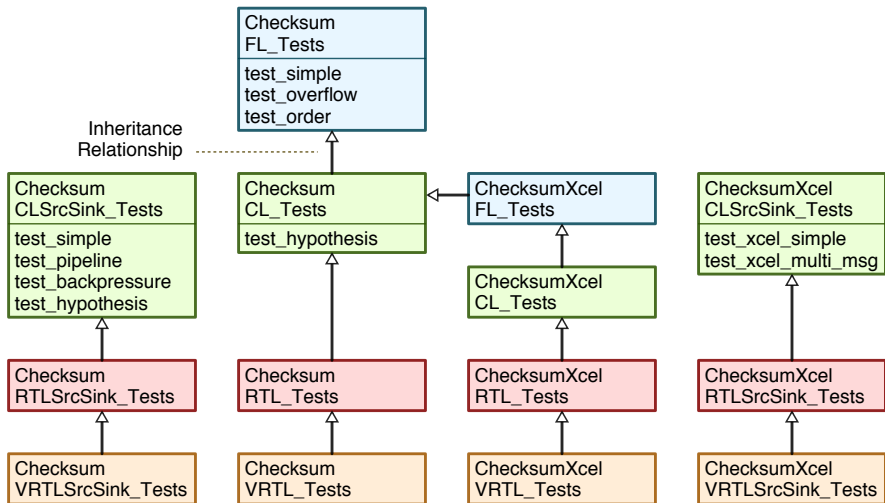 Checksum
FL_Tests
test_simple
test_overflow
test_order
Inheritance
Relationship
Checksum
CLSrcSink_Tests
test_simple
test_pipeline
test_backpressure
test_hypothesis
Checksum
CL_Tests
test_hypothesis
ChecksumXcel
FL_Tests
ChecksumXcel
CLSrcSink_Tests
test_xcel_simple
test_xcel_multi_msg
ChecksumXcel
CL_Tests
Checksum
RTLSrcSink_Tests
Checksum
RTL_Tests
ChecksumXcel
RTL_Tests
ChecksumXcel
RTLSrcSink_Tests
Checksum
VRTLSrcSink_Tests
Checksum
VRTL_Tests
ChecksumXcel
VRTL_Tests
ChecksumXcel
VRTLSrcSink_Tests